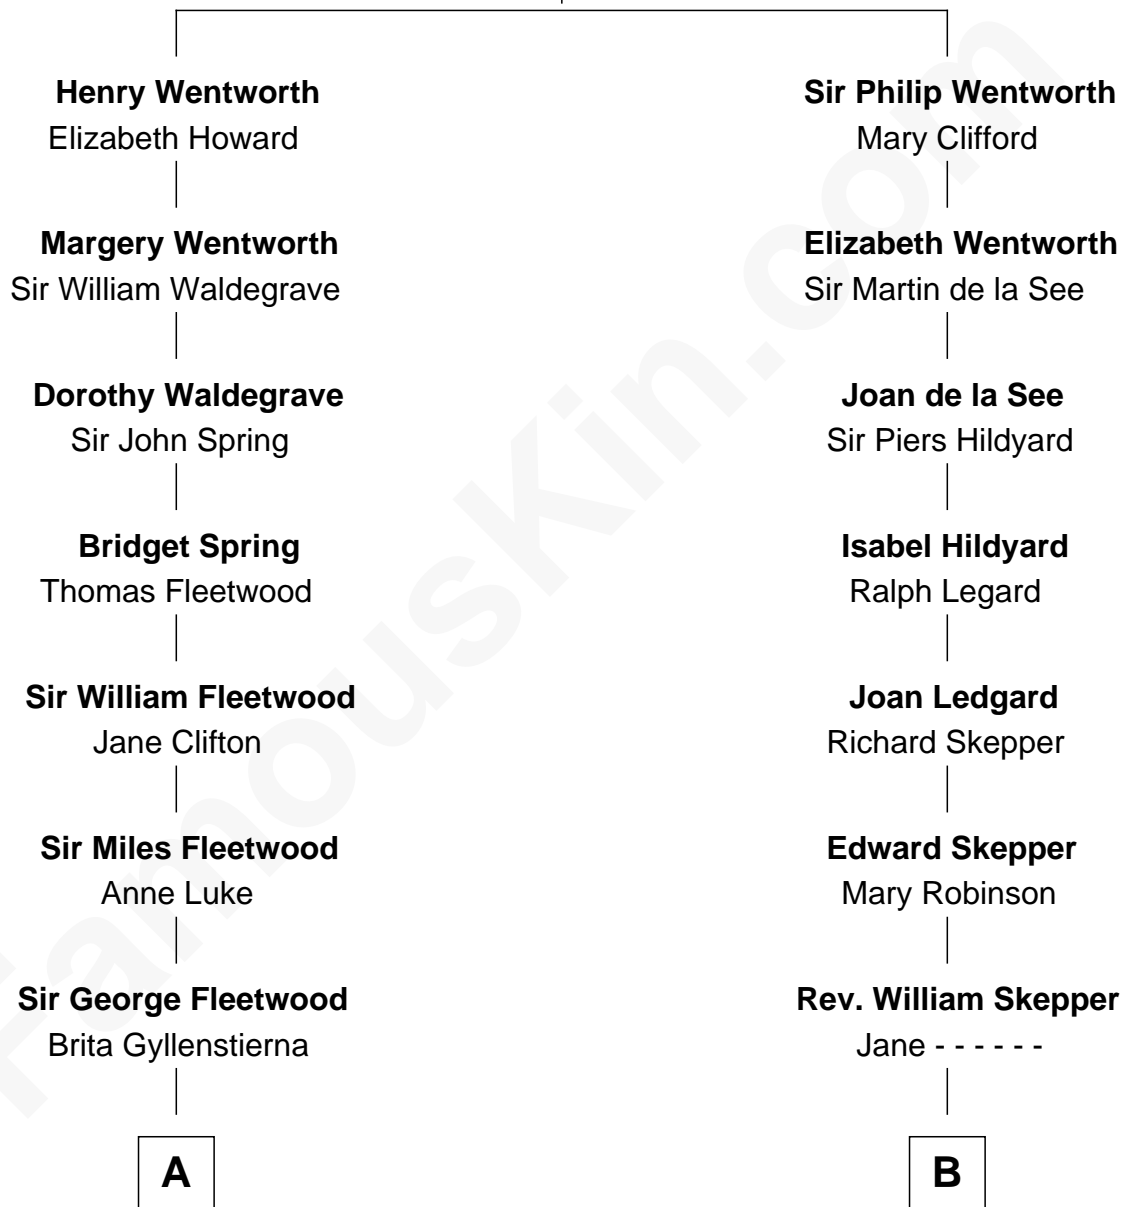 Henry Wentworth
Elizabeth Howard
Margery Wentworth
Sir William Waldegrave
Dorothy Waldegrave
Sir John Spring
Bridget Spring
Thomas Fleetwood
Sir William Fleetwood
Jane Clifton
Sir Miles Fleetwood
Anne Luke
Sir George Fleetwood
Brita Gyllenstierna
A
Sir Philip Wentworth
Mary Clifford
Elizabeth Wentworth
Sir Martin de la See
Joan de la See
Sir Piers Hildyard
Isabel Hildyard
Ralph Legard
Joan Ledgard
Richard Skepper
Edward Skepper
Mary Robinson
Rev. William Skepper
Jane - - - - - -
B
FamousKin.com